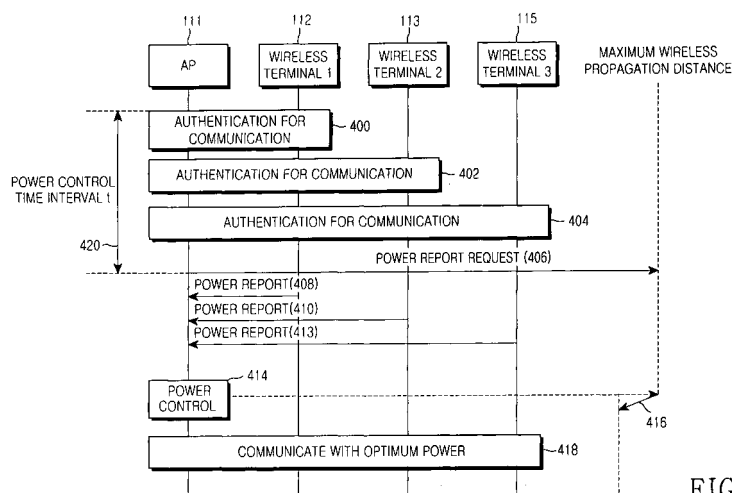 111
112
113
115
AP
WIRELESS
TERMINAL 1
WIRELESS
TERMINAL 2
WIRELESS
TERMINAL 3
MAXIMUM WIRELESS
PROPAGATION DISTANCE
AUTHENTICATION FOR
COMMUNICATION
400
AUTHENTICATION FOR COMMUNICATION
402
POWER CONTROL
TIME INTERVAL t
AUTHENTICATION FOR COMMUNICATION
404
420
POWER REPORT REQUEST (406)
POWER REPORT(408)
POWER REPORT(410)
POWER REPORT(413)
414
POWER
CONTROL
416
COMMUNICATE WITH OPTIMUM POWER
418
FIG